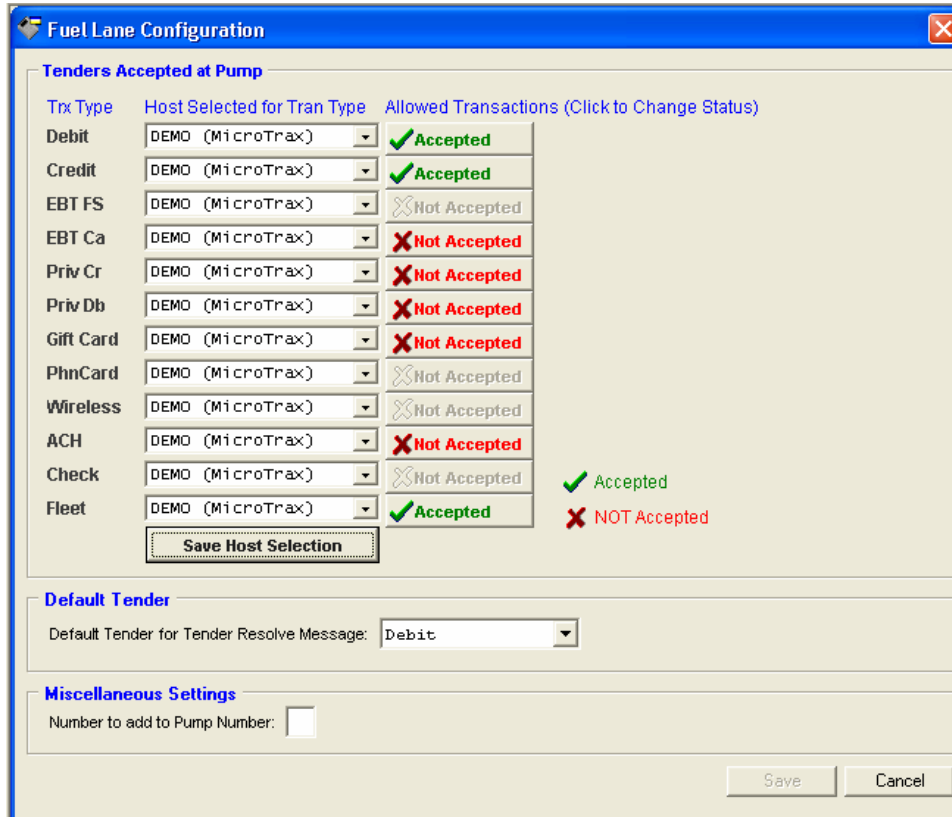 Fuel Lane Configuration
Tenders Accepted at Pump
Trx Type Host Selected for Tran Type Allowed Transactions (Click to Change Status)
Debit DEMO (MicroTrax) Accepted
Credit DEMO (MicroTrax) Accepted
EBT FS DEMO (MicroTrax) Not Accepted
EBT Ca DEMO (MicroTrax) Not Accepted
Priv Cr DEMO (MicroTrax) Not Accepted
Priv Db DEMO (MicroTrax) Not Accepted
Gift Card DEMO (MicroTrax) Not Accepted
PhnCard DEMO (MicroTrax) Not Accepted
Wireless DEMO (MicroTrax) Not Accepted
ACH DEMO (MicroTrax) Not Accepted
Check DEMO (MicroTrax) Not Accepted Accepted
Fleet DEMO (MicroTrax) Accepted NOT Accepted
Save Host Selection
Default Tender
Default Tender for Tender Resolve Message: Debit
Miscellaneous Settings
Number to add to Pump Number:
Save Cancel